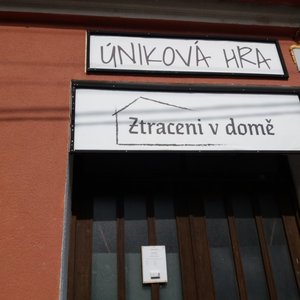 ÚNIKOVÁ HRA
Ztraceni v domě